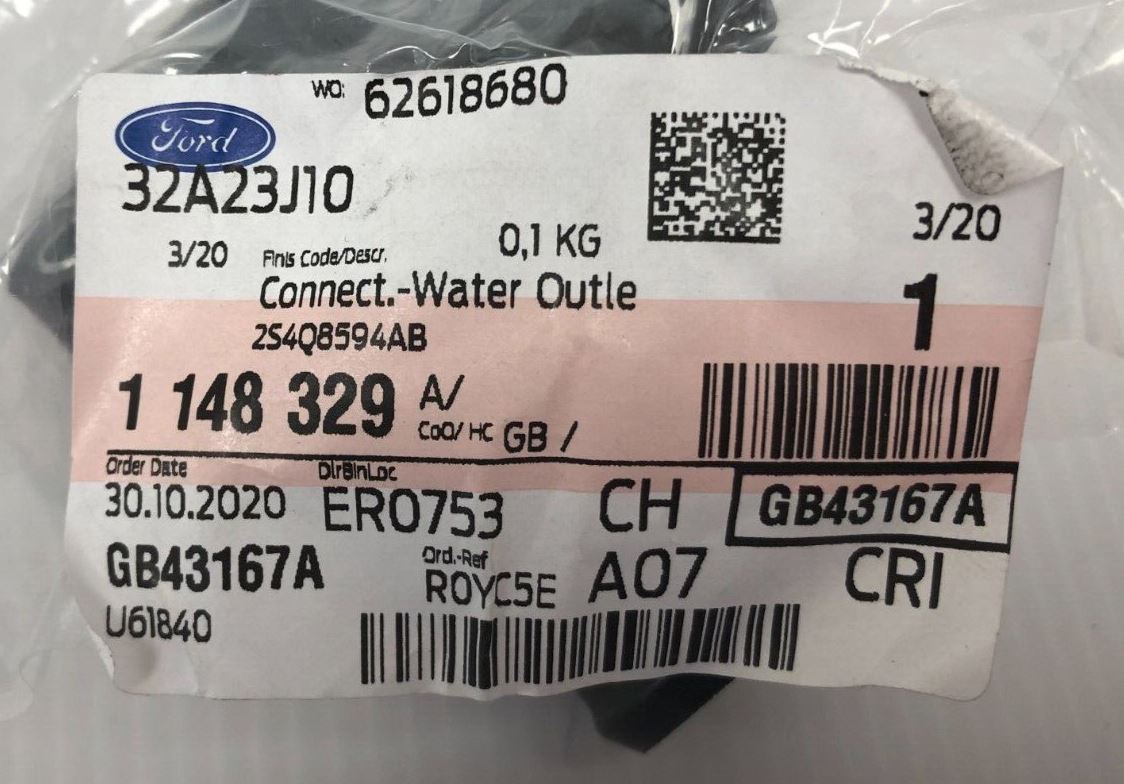 WO: 62618680
Ford
32A23J10
3/20
0,1 KG
3/20
Finis Code/Descr.
Connect.-Water Outle
1
2S4Q8594AB
1 148 329 A/
CoO/ HC GB /
Order Date DlrBinLoc
30.10.2020 ER0753 CH GB43167A
GB43167A Ord.-Ref A07 CRI
U61840 R0YC5E